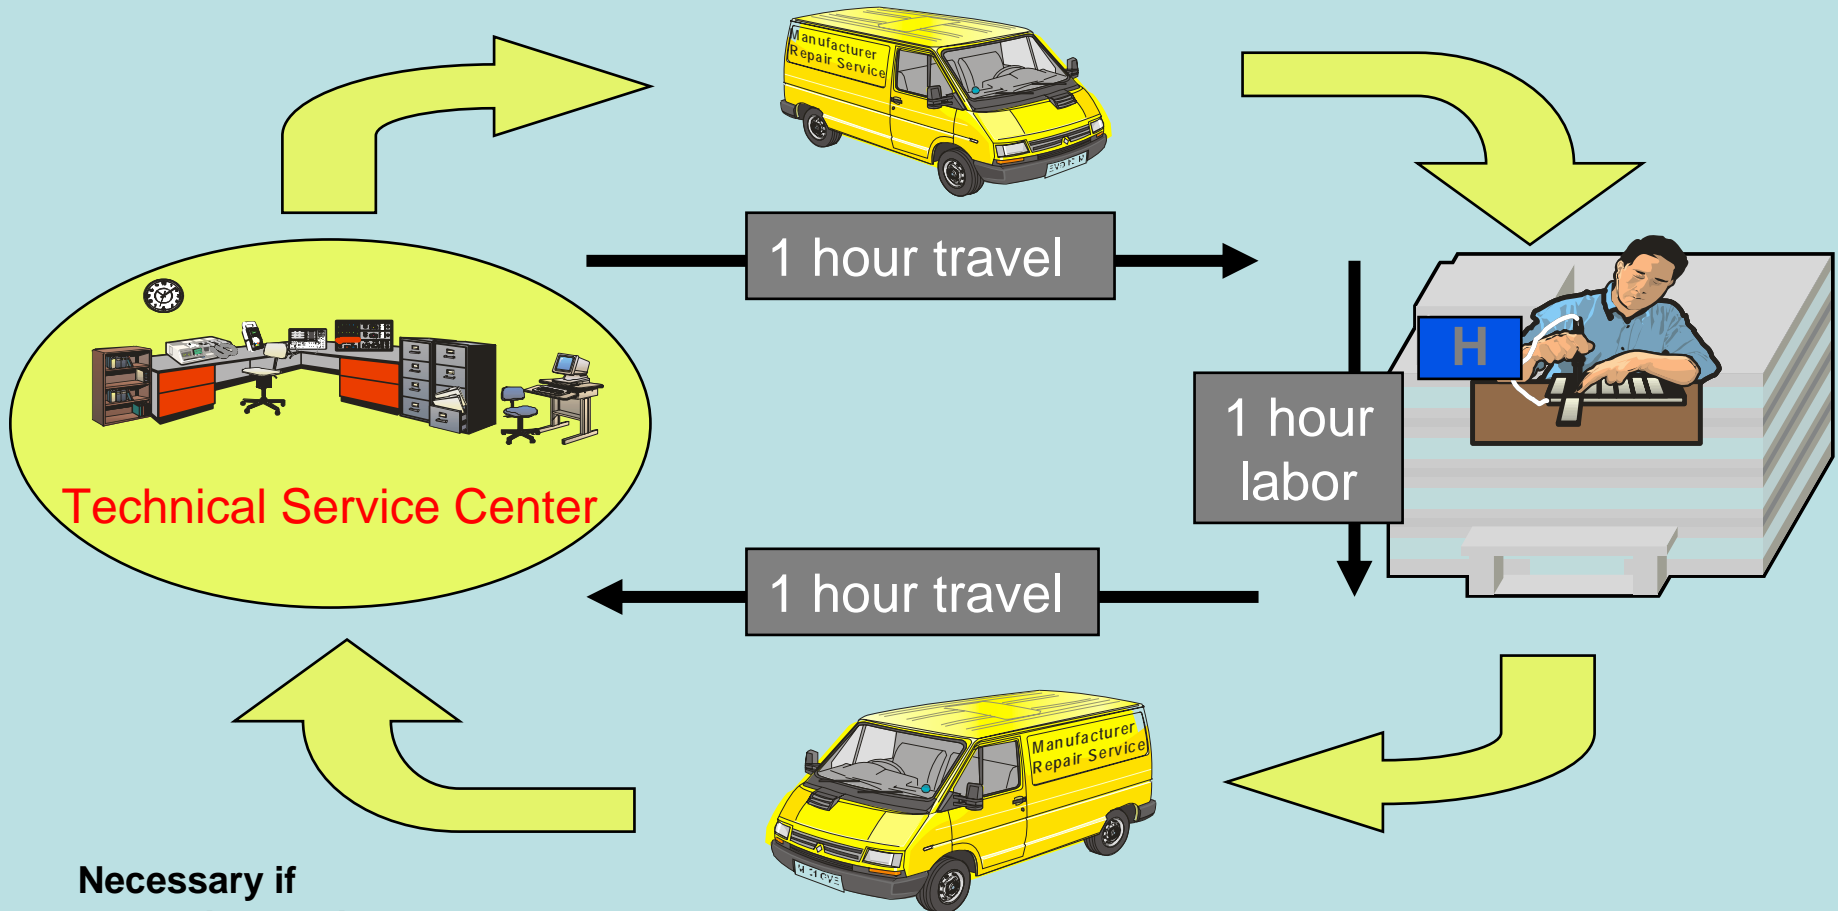 Manufacturer
Repair Service
1 hour travel
H
1 hour
labor
Technical Service Center
1 hour travel
Manufacturer
Repair Service
Necessary if